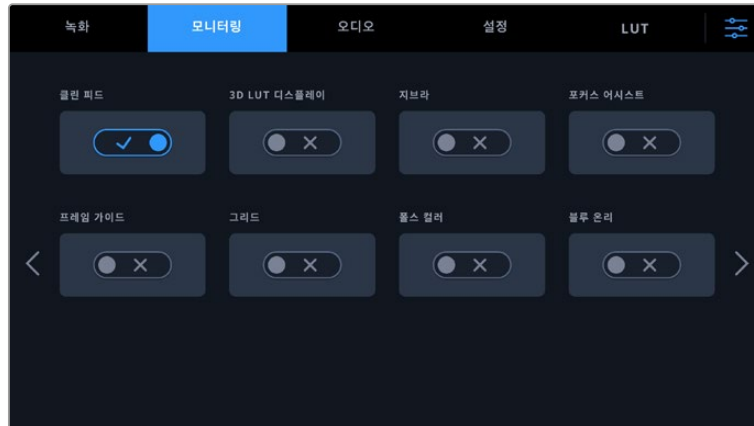 녹화 모니터링 오디오 설정 LUT
클린 피드 3D LUT 디스플레이 지브라 포커스 어시스트
프레임 가이드 그리드 폴스 컬러 블루 온리